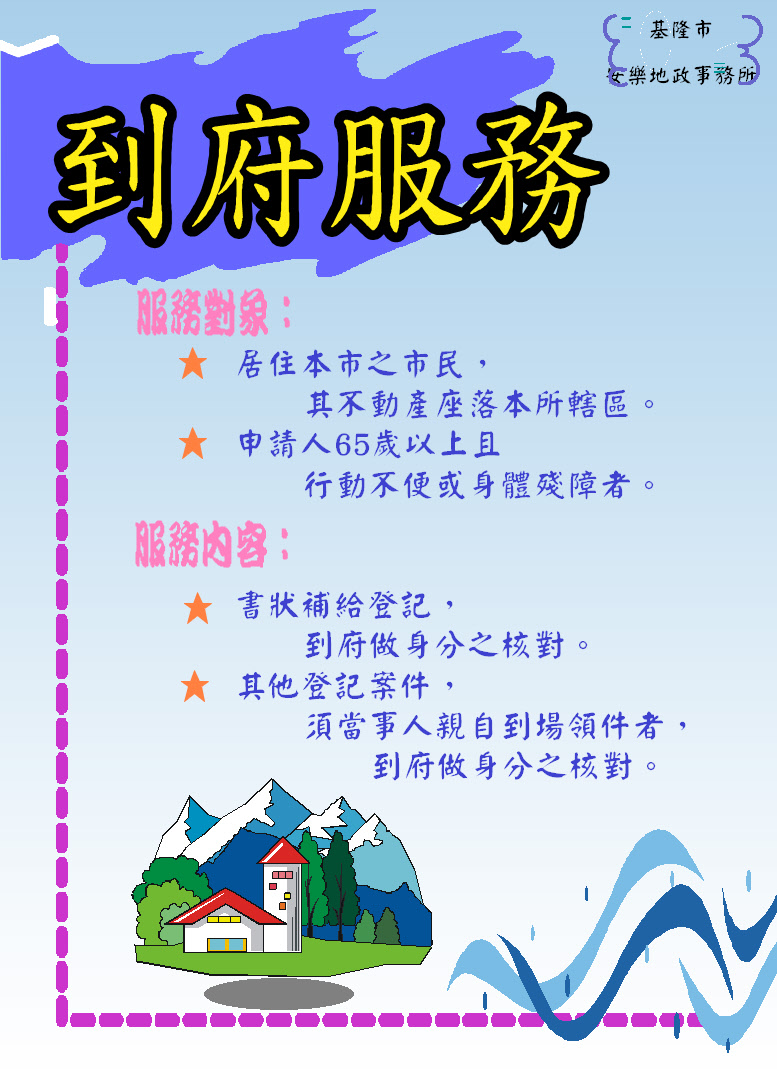 基隆市
安樂地政事務所
到府服務
服務對象：
★ 居住本市之市民，
其不動產座落本所轄區。
★ 申請人65歲以上且
行動不便或身體殘障者。
服務內容：
★ 書狀補給登記，
到府做身分之核對。
★ 其他登記案件，
須當事人親自到場領件者，
到府做身分之核對。